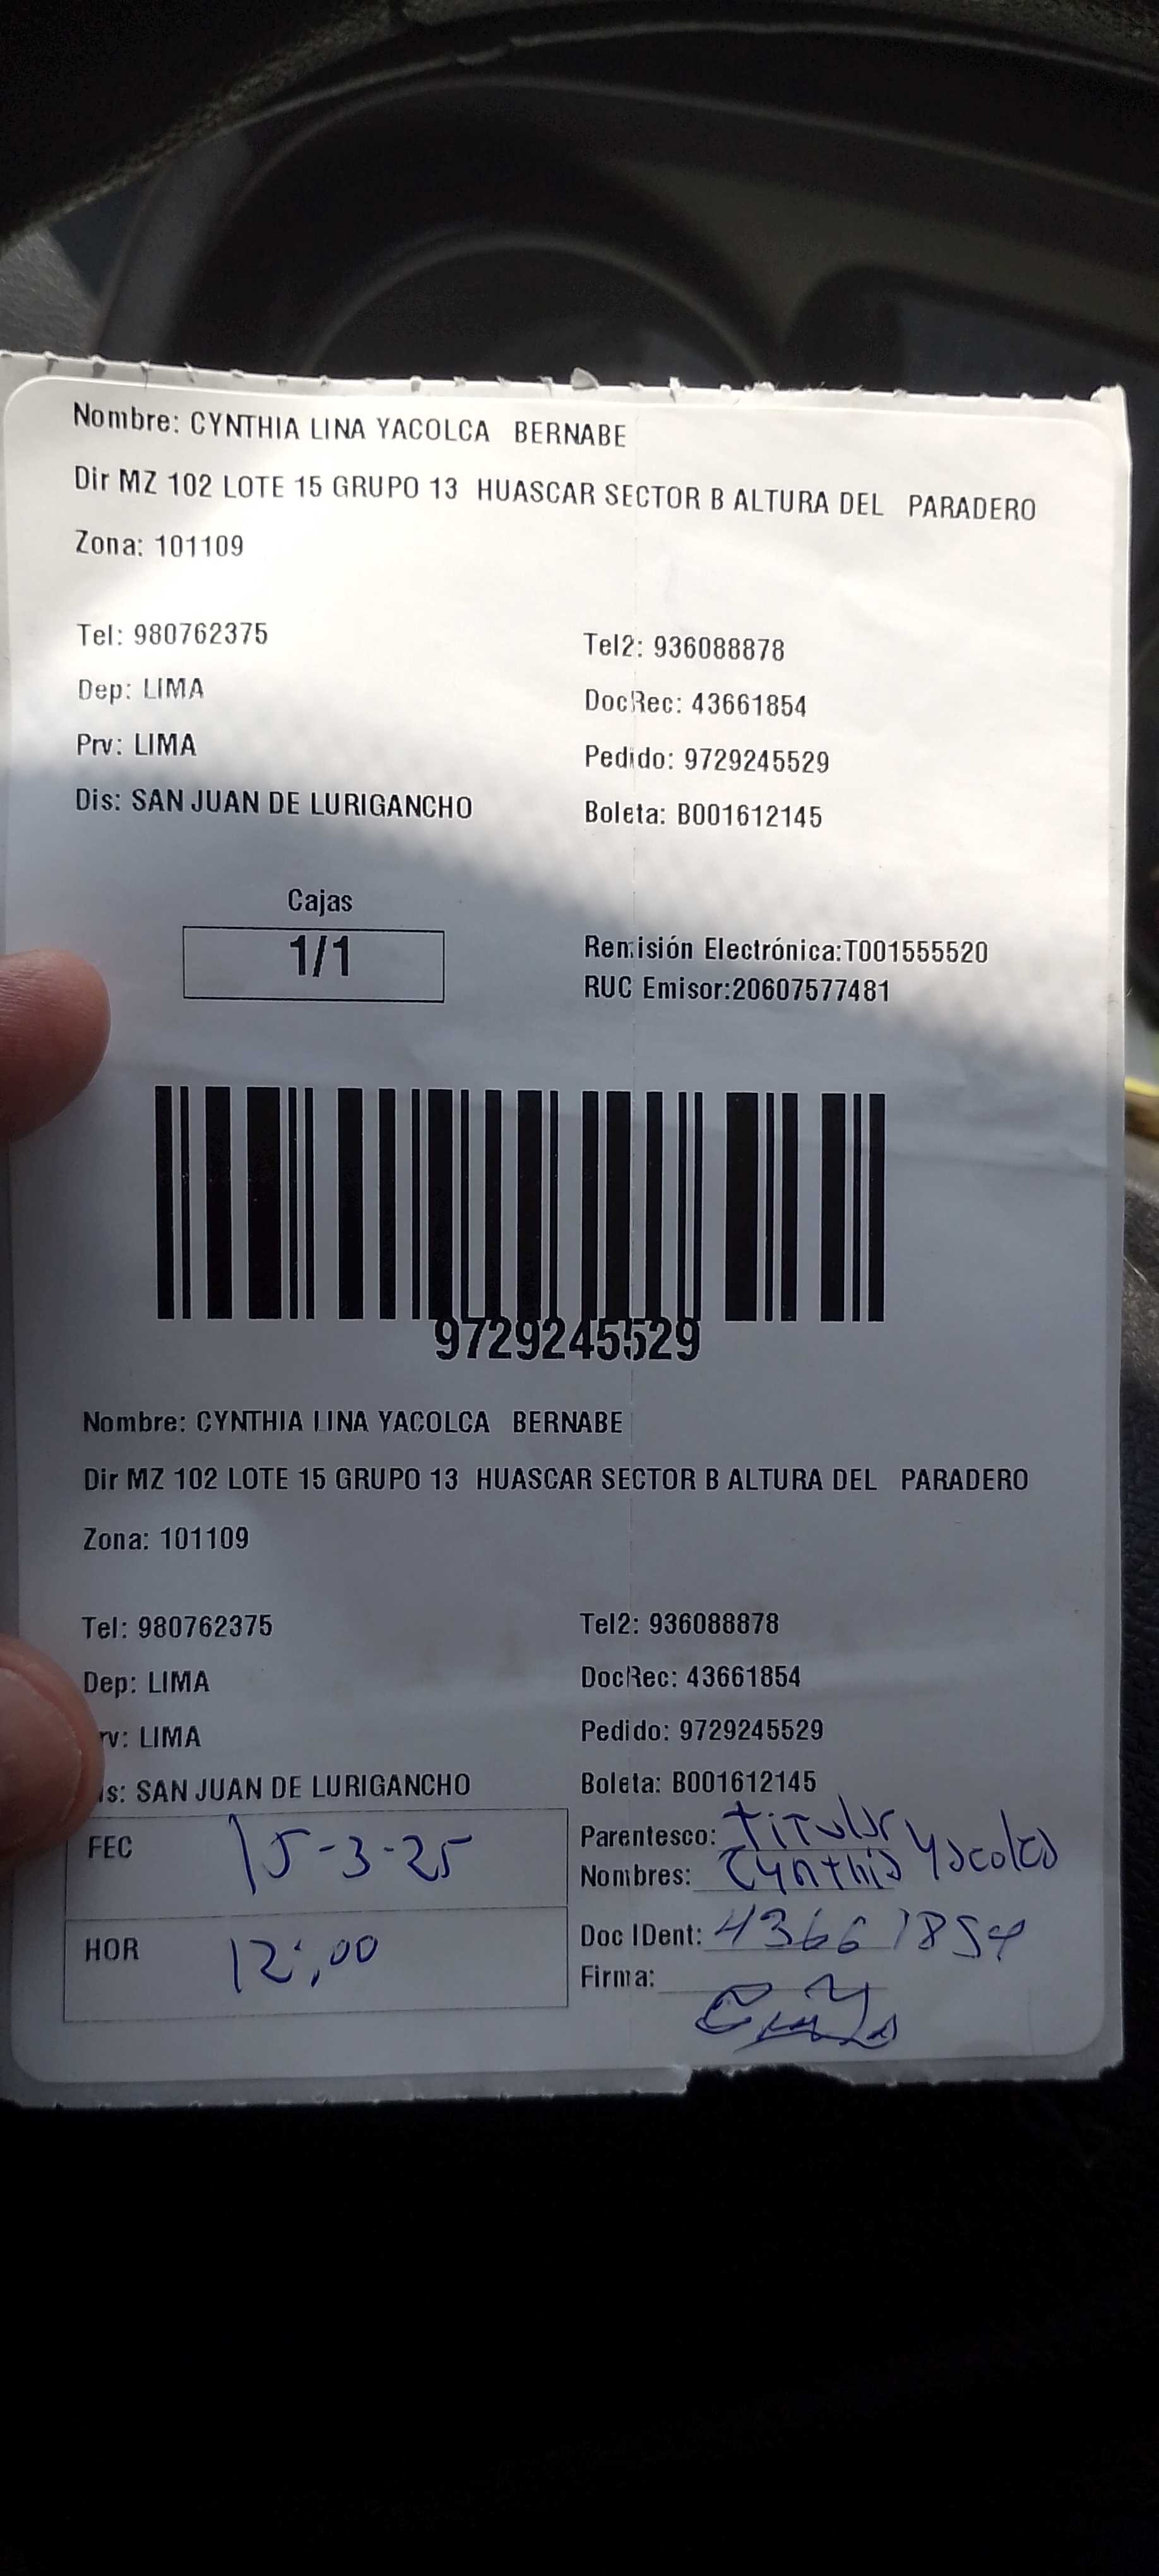 Nombre: CYNTHIA LINA YACOLCA BERNABE
Dir MZ 102 LOTE 15 GRUPO 13 HUASCAR SECTOR B ALTURA DEL PARADERO
Zona: 101109
Tel: 980762375 Tel2: 936088878
Dep: LIMA DocRec: 43661854
Prv: LIMA Pedido: 9729245529
Dis: SAN JUAN DE LURIGANCHO Boleta: B001612145
Cajas
1/1
Remisión Electrónica:T001555520
RUC Emisor:20607577481
9729245529
Nombre: CYNTHIA LINA YACOLCA BERNABE
Dir MZ 102 LOTE 15 GRUPO 13 HUASCAR SECTOR B ALTURA DEL PARADERO
Zona: 101109
Tel: 980762375 Tel2: 936088878
Dep: LIMA DocRec: 43661854
rv: LIMA Pedido: 9729245529
is: SAN JUAN DE LURIGANCHO Boleta: B001612145
FEC 15-3-25
Parentesco: Titular
Nombres: Cynthia Yacolca
HOR 12:00
Doc IDent: 43661854
Firma: